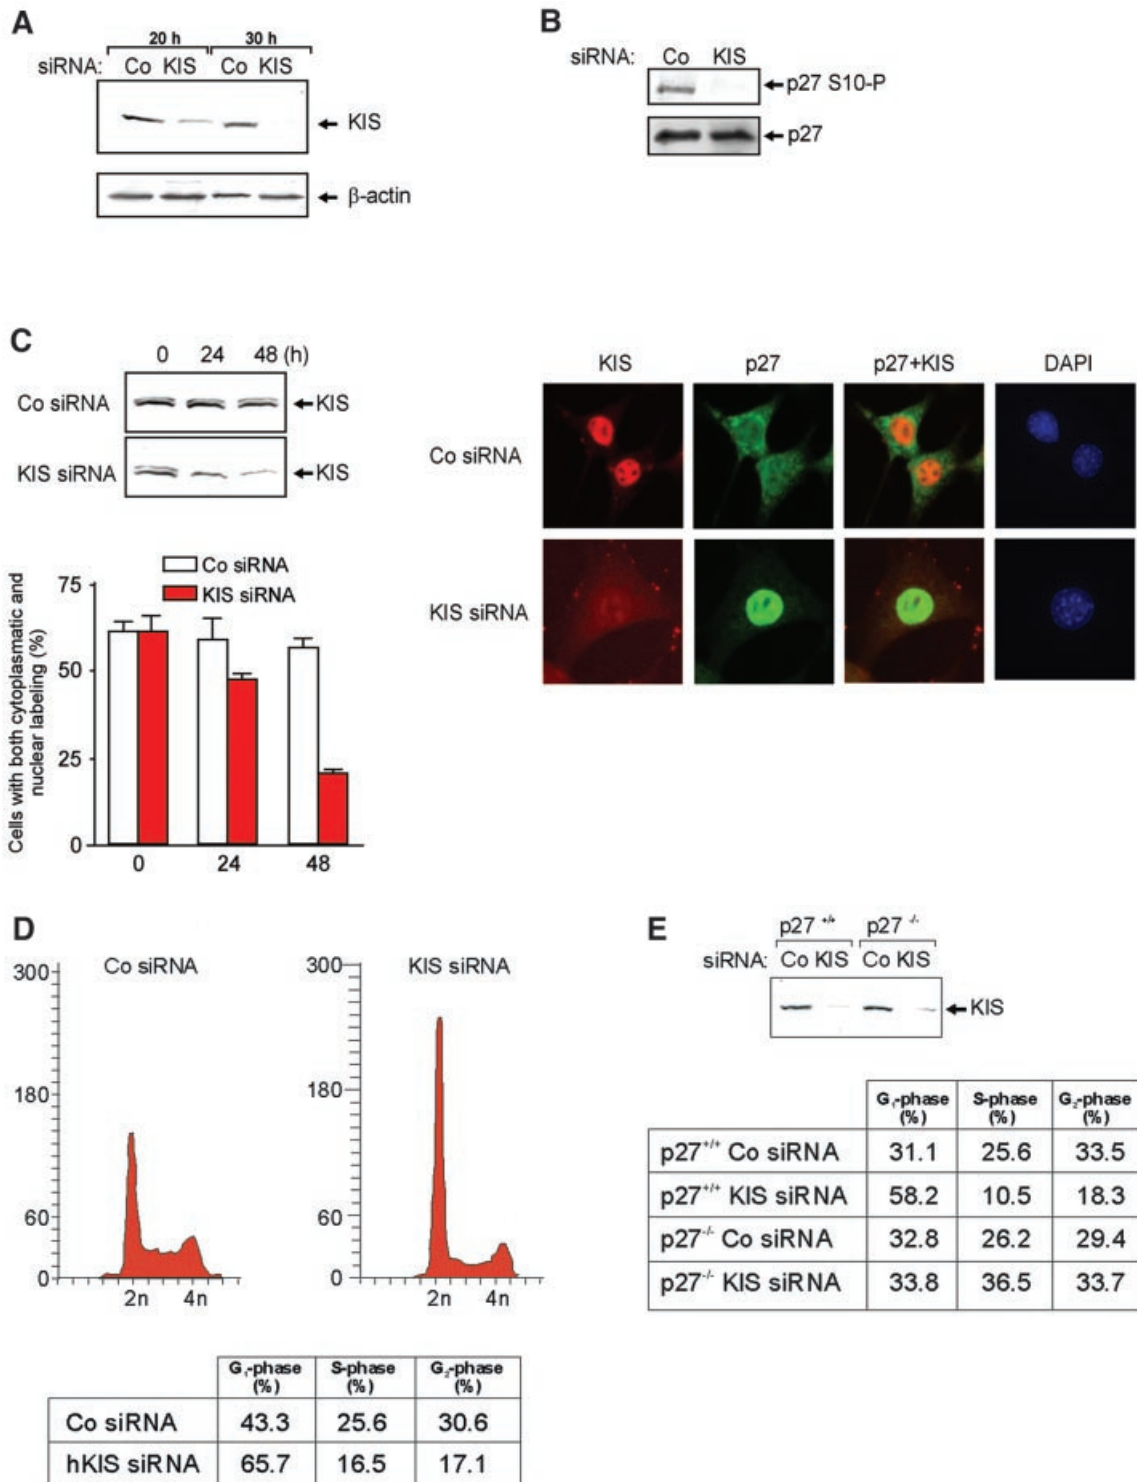 A
20 h 30 h
siRNA: Co KIS Co KIS
KIS
β-actin
B
siRNA: Co KIS
p27 S10-P
p27
C
0 24 48 (h)
Co siRNA KIS
KIS siRNA KIS
Co siRNA
KIS siRNA
Cells with both cytoplasmatic and
nuclear labeling (%)
75
50
25
0
0 24 48
KIS p27 p27+KIS DAPI
Co siRNA
KIS siRNA
D
Co siRNA
300
180
60
0
2n 4n
KIS siRNA
300
180
60
0
2n 4n
G1-phase (%) S-phase (%) G2-phase (%)
Co siRNA 43.3 25.6 30.6
hKIS siRNA 65.7 16.5 17.1
E
p27 +/+ p27 -/-
siRNA: Co KIS Co KIS
KIS
G1-phase (%) S-phase (%) G2-phase (%)
p27+/+ Co siRNA 31.1 25.6 33.5
p27+/+ KIS siRNA 58.2 10.5 18.3
p27-/- Co siRNA 32.8 26.2 29.4
p27-/- KIS siRNA 33.8 36.5 33.7